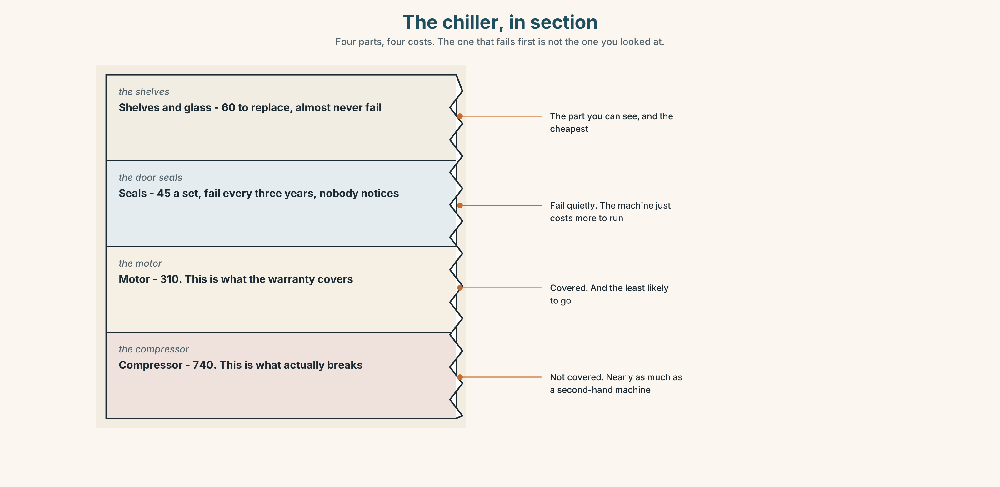 The chiller, in section
Four parts, four costs. The one that fails first is not the one you looked at.
the shelves
Shelves and glass - 60 to replace, almost never fail
The part you can see, and the
cheapest
the door seals
Seals - 45 a set, fail every three years, nobody notices
Fail quietly. The machine just
costs more to run
the motor
Motor - 310. This is what the warranty covers
Covered. And the least likely
to go
the compressor
Compressor - 740. This is what actually breaks
Not covered. Nearly as much as
a second-hand machine